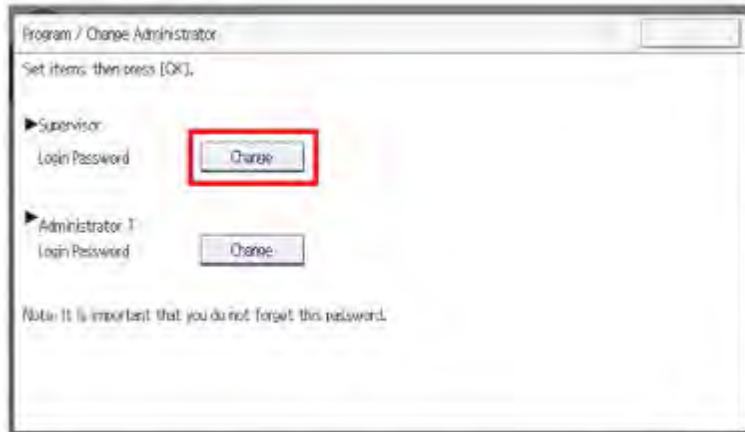 Program / Change Administrator
Set items, then press [OK].
▶Supervisor
Login Password Change
▶Administrator 1
Login Password Change
Note: It is important that you do not forget this password.